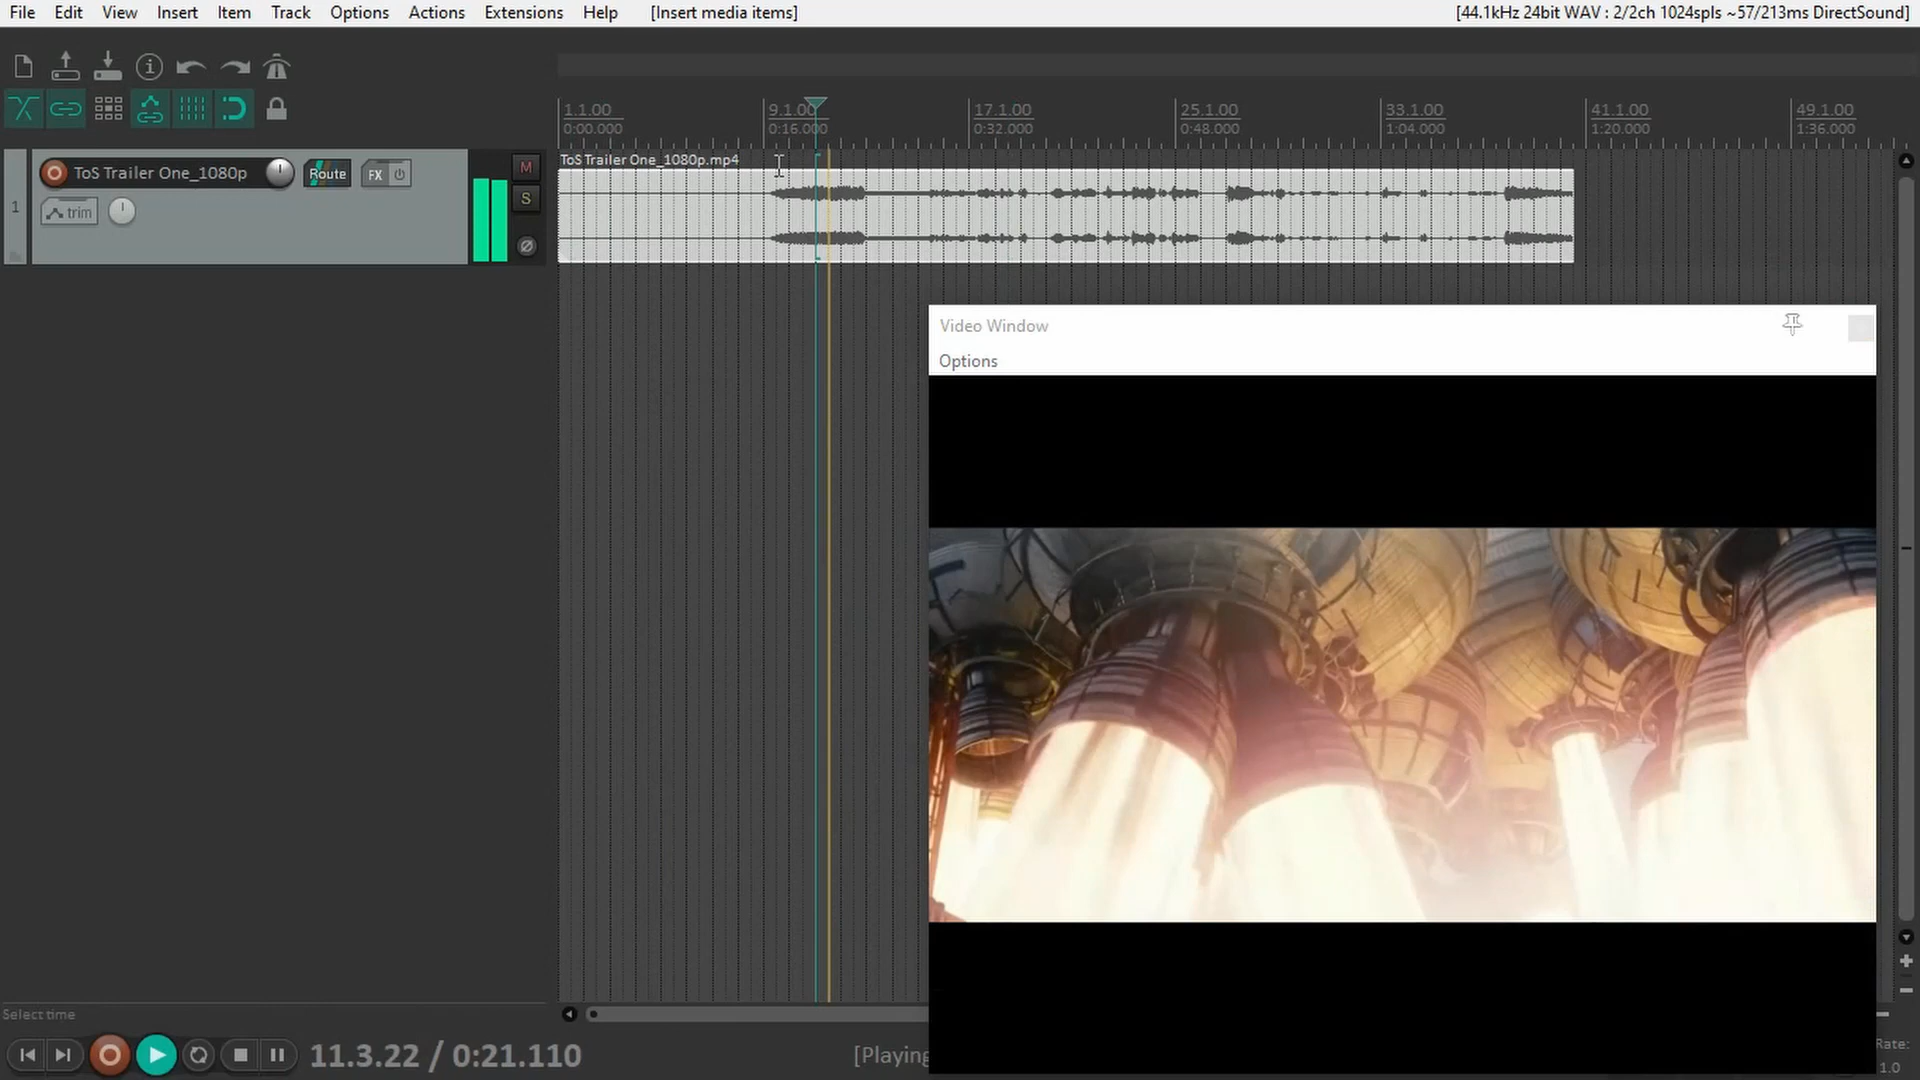 File Edit View Insert Item Track Options Actions Extensions Help [Insert media items] [44.1kHz 24bit WAV : 2/2ch 1024spls ~57/213ms DirectSound]
1.1.00 9.1.00 17.1.00 25.1.00 33.1.00 41.1.00 49.1.00
0:00.000 0:16.000 0:32.000 0:48.000 1:04.000 1:20.000 1:36.000
ToS Trailer One_1080p.mp4
1 ToS Trailer One_1080p Route FX M
trim S
Video Window
Options
Select time
11.3.22 / 0:21.110 [Playing Rate:
1.0